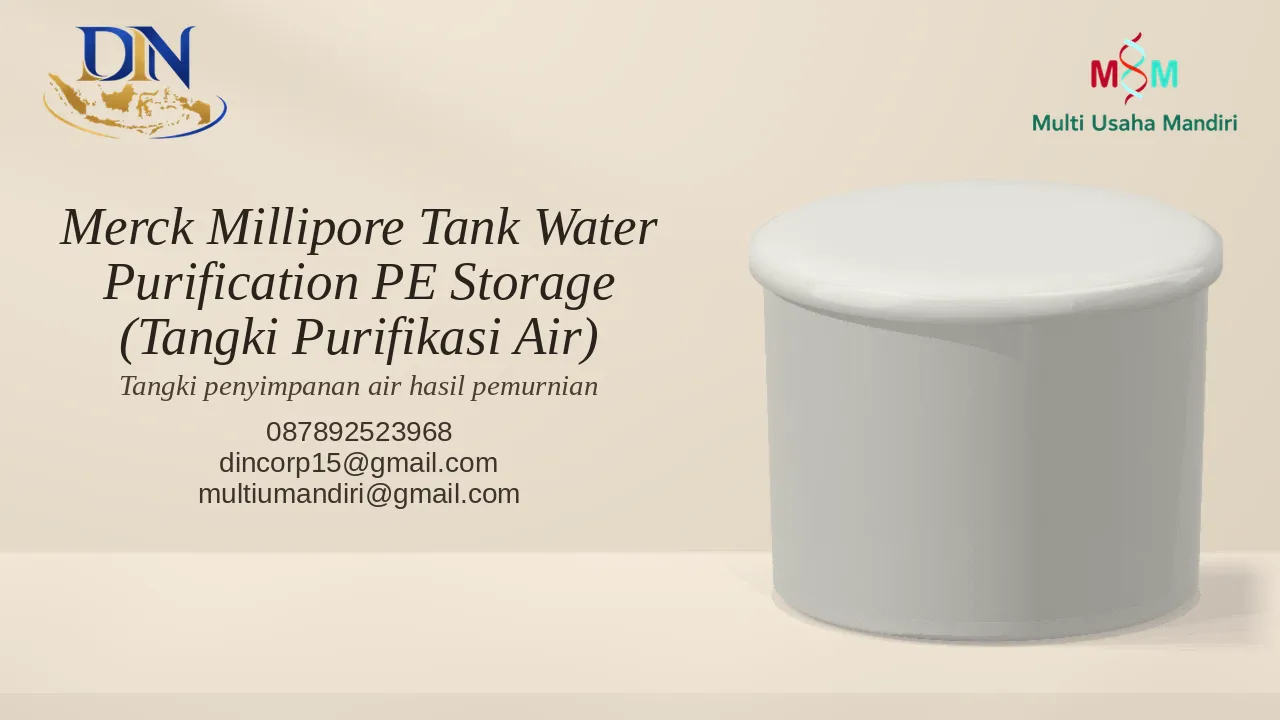 DIN
M M
Multi Usaha Mandiri
Merck Millipore Tank Water
Purification PE Storage
(Tangki Purifikasi Air)
Tangki penyimpanan air hasil pemurnian
087892523968
dincorp15@gmail.com
multiumandiri@gmail.com